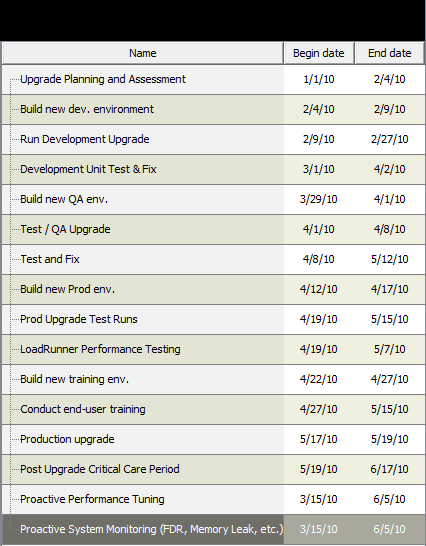 Name Begin date End date
Upgrade Planning and Assessment 1/1/10 2/4/10
Build new dev. environment 2/4/10 2/9/10
Run Development Upgrade 2/9/10 2/27/10
Development Unit Test & Fix 3/1/10 4/2/10
Build new QA env. 3/29/10 4/1/10
Test / QA Upgrade 4/1/10 4/8/10
Test and Fix 4/8/10 5/12/10
Build new Prod env. 4/12/10 4/17/10
Prod Upgrade Test Runs 4/19/10 5/15/10
LoadRunner Performance Testing 4/19/10 5/7/10
Build new training env. 4/22/10 4/27/10
Conduct end-user training 4/27/10 5/15/10
Production upgrade 5/17/10 5/19/10
Post Upgrade Critical Care Period 5/19/10 6/17/10
Proactive Performance Tuning 3/15/10 6/5/10
Proactive System Monitoring (FDR, Memory Leak, etc.) 3/15/10 6/5/10